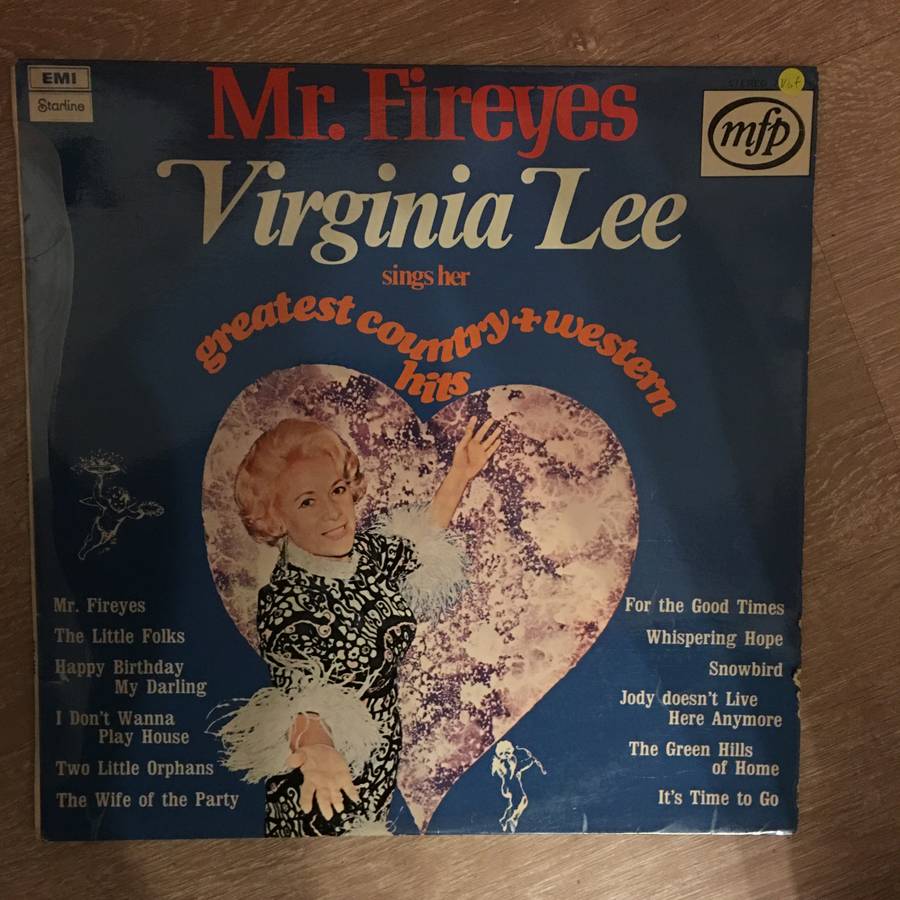 EMI
Starline
STEREO
VG+
mfp
Mr. Fireyes
Virginia Lee
sings her
greatest country + western
hits
Mr. Fireyes
The Little Folks
Happy Birthday
My Darling
I Don't Wanna
Play House
Two Little Orphans
The Wife of the Party
For the Good Times
Whispering Hope
Snowbird
Jody doesn't Live
Here Anymore
The Green Hills
of Home
It's Time to Go